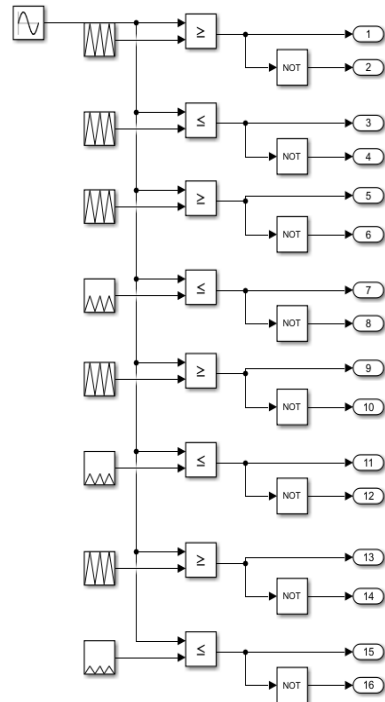 ≥ 1
NOT 2
≤ 3
NOT 4
≥ 5
NOT 6
≤ 7
NOT 8
≥ 9
NOT 10
≤ 11
NOT 12
≥ 13
NOT 14
≤ 15
NOT 16